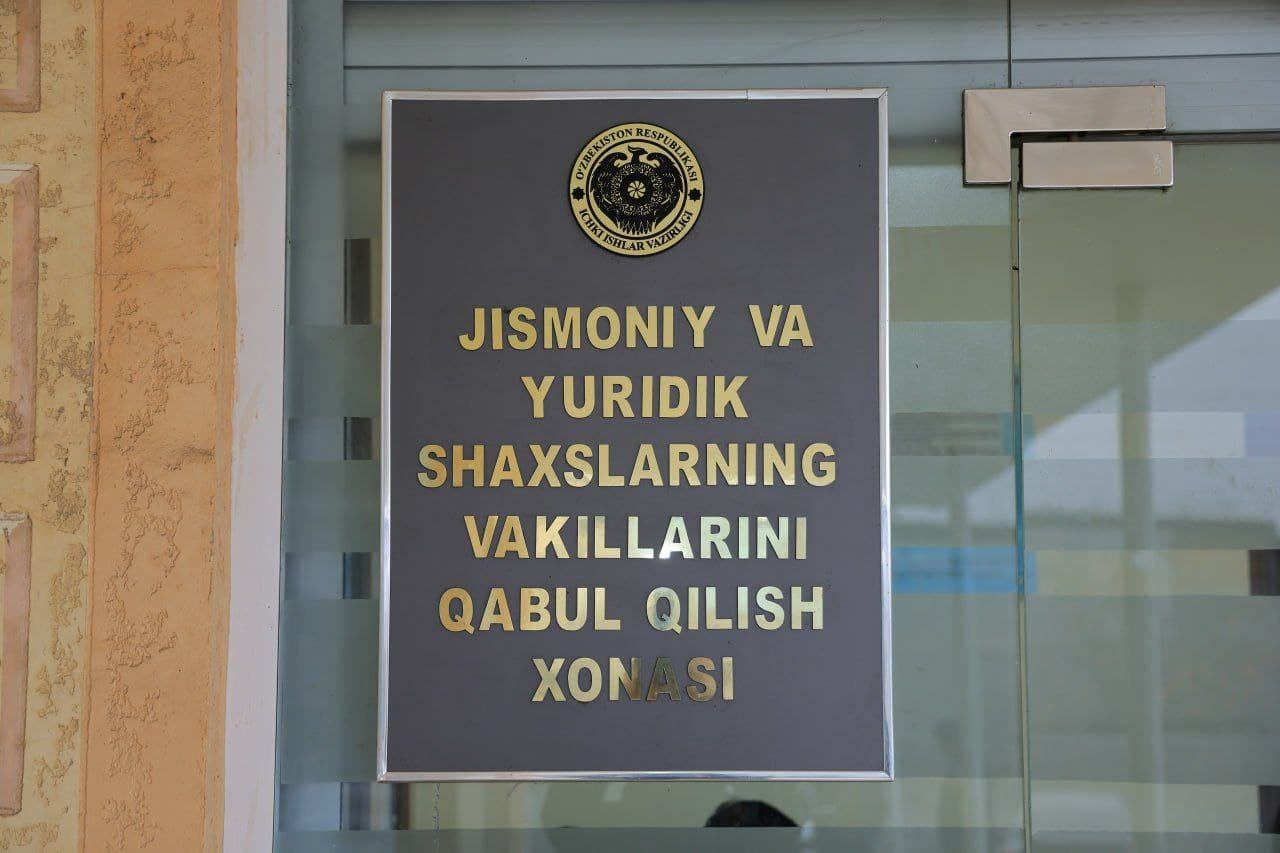 O'ZBEKISTON RESPUBLIKASI
ICHKI ISHLAR VAZIRLIGI
JISMONIY VA
YURIDIK
SHAXSLARNING
VAKILLARINI
QABUL QILISH
XONASI